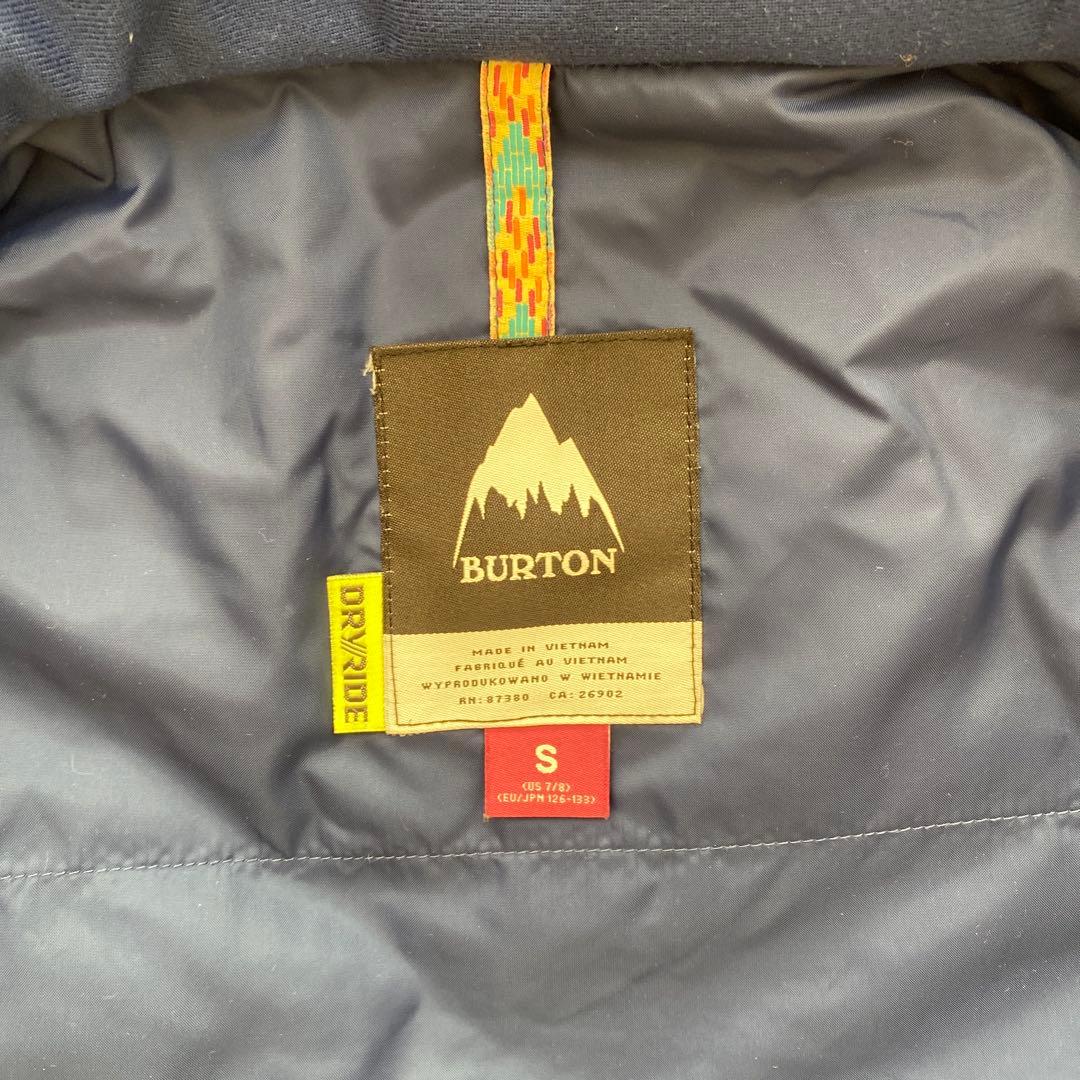 BURTON
DRY//RIDE
MADE IN VIETNAM
FABRIQUÉ AU VIETNAM
WYPRODUKOWANO W WIETNAMIE
RN: 87380 CA: 26902
S
<US 7/8>
<EU/JPN 126-133>